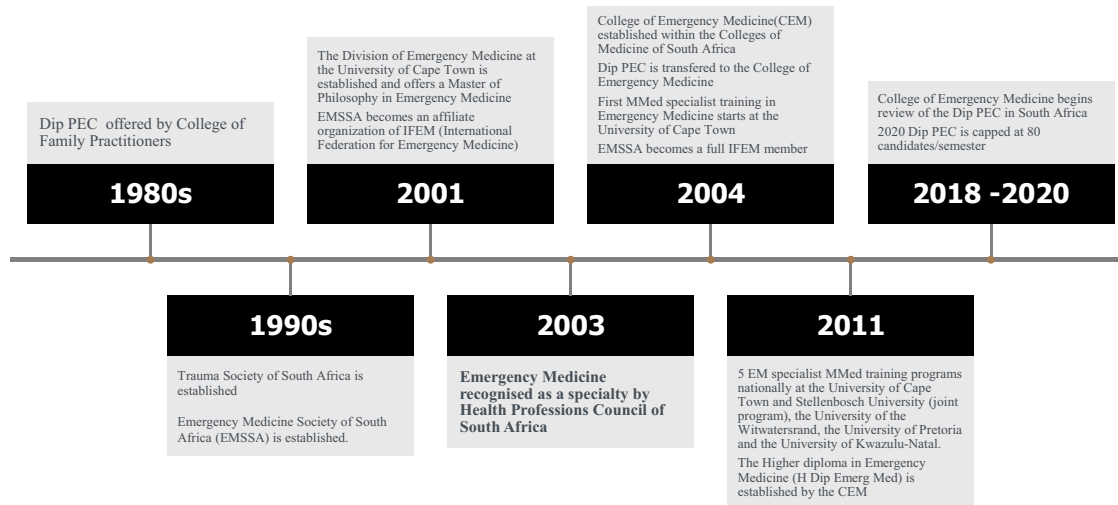 Dip PEC  offered by College of
Family Practitioners
1980s
The Division of Emergency Medicine at
the University of Cape Town is
established and offers a Master of
Philosophy in Emergency Medicine
EMSSA becomes an affiliate
organization of IFEM (International
Federation for Emergency Medicine)
2001
College of Emergency Medicine(CEM)
established within the Colleges of
Medicine of South Africa
Dip PEC is transfered to the College of
Emergency Medicine
First MMed specialist training in
Emergency Medicine starts at the
University of Cape Town
EMSSA becomes a full IFEM member
2004
College of Emergency Medicine begins
review of the Dip PEC in South Africa
2020 Dip PEC is capped at 80
candidates/semester
2018 -2020
1990s
Trauma Society of South Africa is
established
Emergency Medicine Society of South
Africa (EMSSA) is established.
2003
Emergency Medicine
recognised as a specialty by
Health Professions Council of
South Africa
2011
5 EM specialist MMed training programs
nationally at the University of Cape
Town and Stellenbosch University (joint
program), the University of the
Witwatersrand, the University of Pretoria
and the University of Kwazulu-Natal.
The Higher diploma in Emergency
Medicine (H Dip Emerg Med) is
established by the CEM